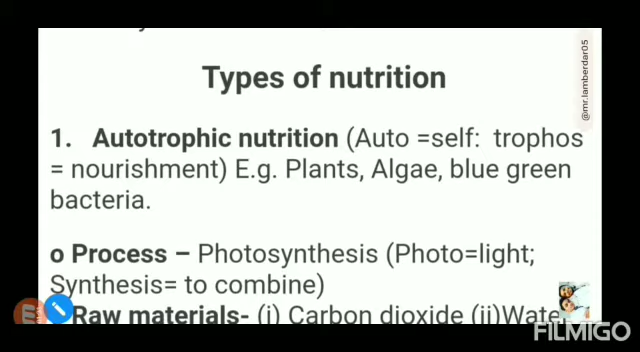 Types of nutrition
1. Autotrophic nutrition (Auto =self: trophos
= nourishment) E.g. Plants, Algae, blue green
bacteria.
o Process – Photosynthesis (Photo=light;
Synthesis= to combine)
Raw materials- (i) Carbon dioxide (ii)Wate
@mr.lamberdar05
FILMIGO